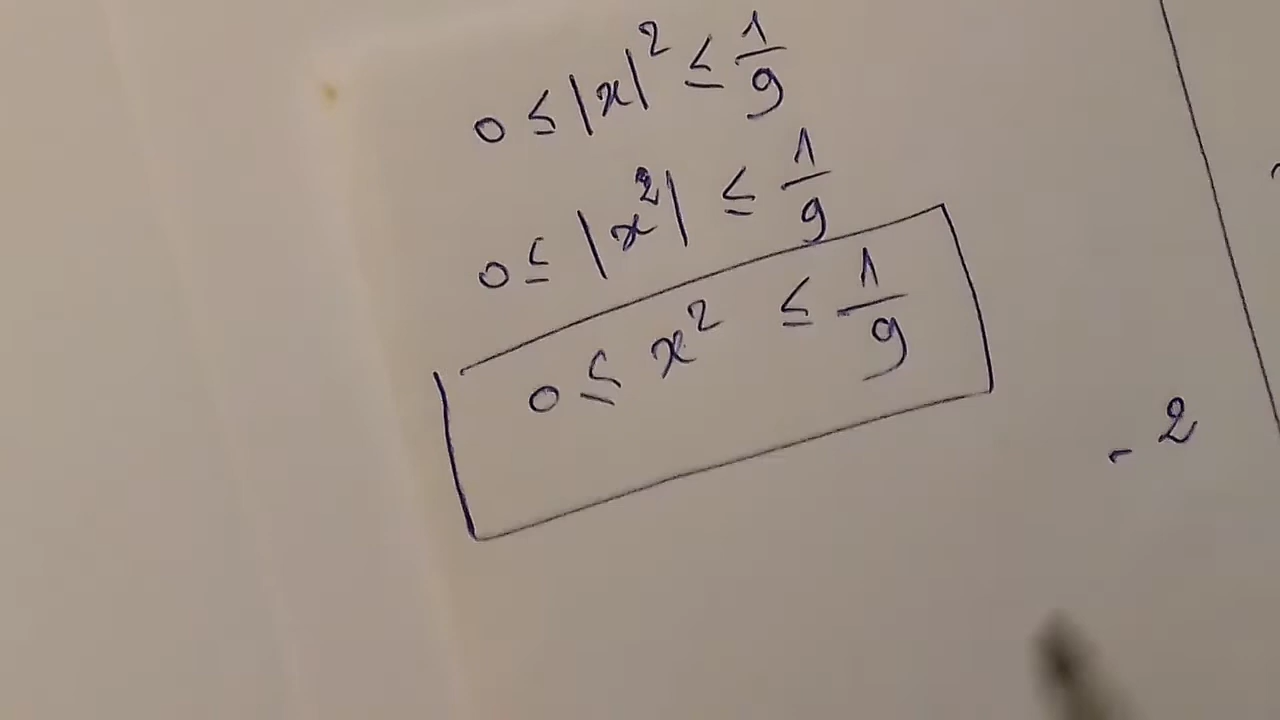 0 ≤ |x|² ≤ 1/9
0 ≤ |x²| ≤ 1/9
0 ≤ x² ≤ 1/9
- 2